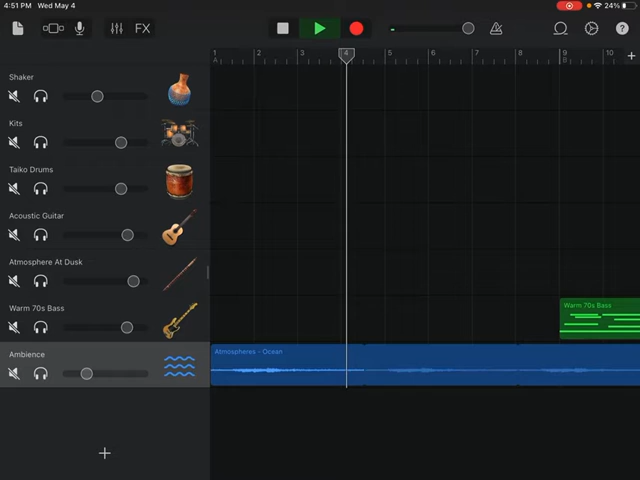 4:51 PM Wed May 4
24%
FX
?
1 2 3 4 5 6 7 8 9 10
A B
Shaker
Kits
Taiko Drums
Acoustic Guitar
Atmosphere At Dusk
Warm 70s Bass
Warm 70s Bass
Ambience
Atmospheres - Ocean